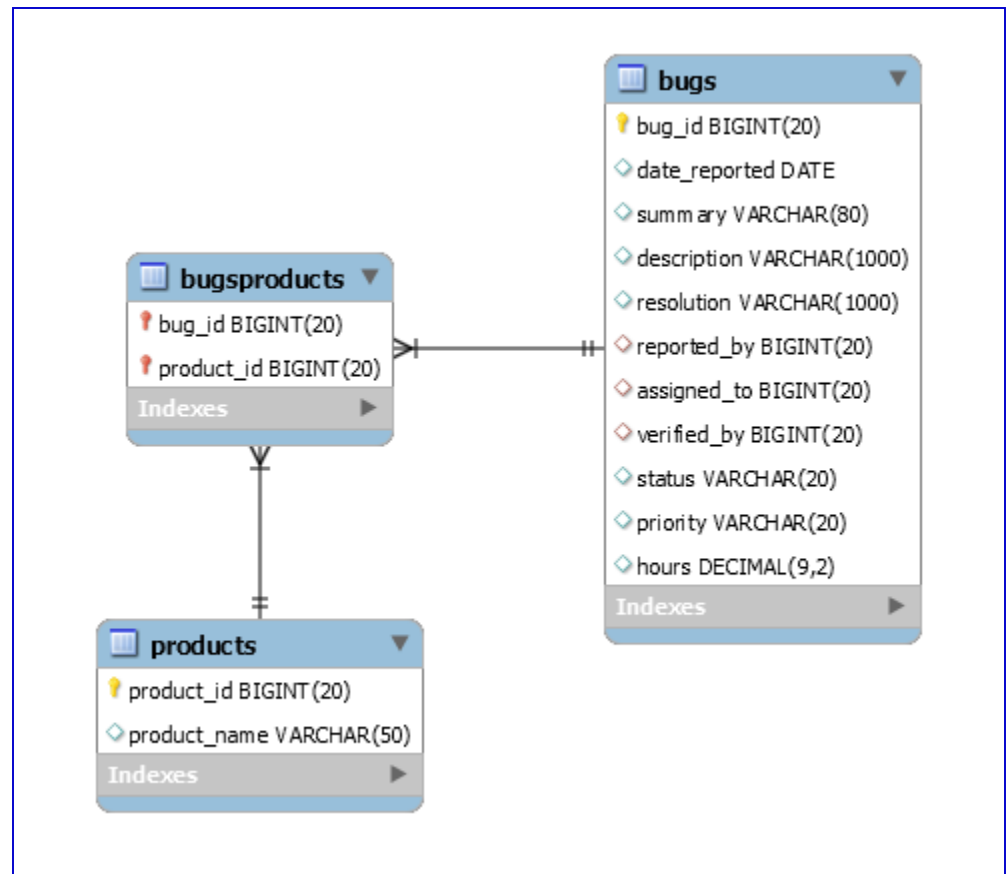 bugs
bug_id BIGINT(20)
date_reported DATE
summary VARCHAR(80)
description VARCHAR(1000)
resolution VARCHAR(1000)
reported_by BIGINT(20)
assigned_to BIGINT(20)
verified_by BIGINT(20)
status VARCHAR(20)
priority VARCHAR(20)
hours DECIMAL(9,2)
Indexes
bugsproducts
bug_id BIGINT(20)
product_id BIGINT(20)
Indexes
products
product_id BIGINT(20)
product_name VARCHAR(50)
Indexes